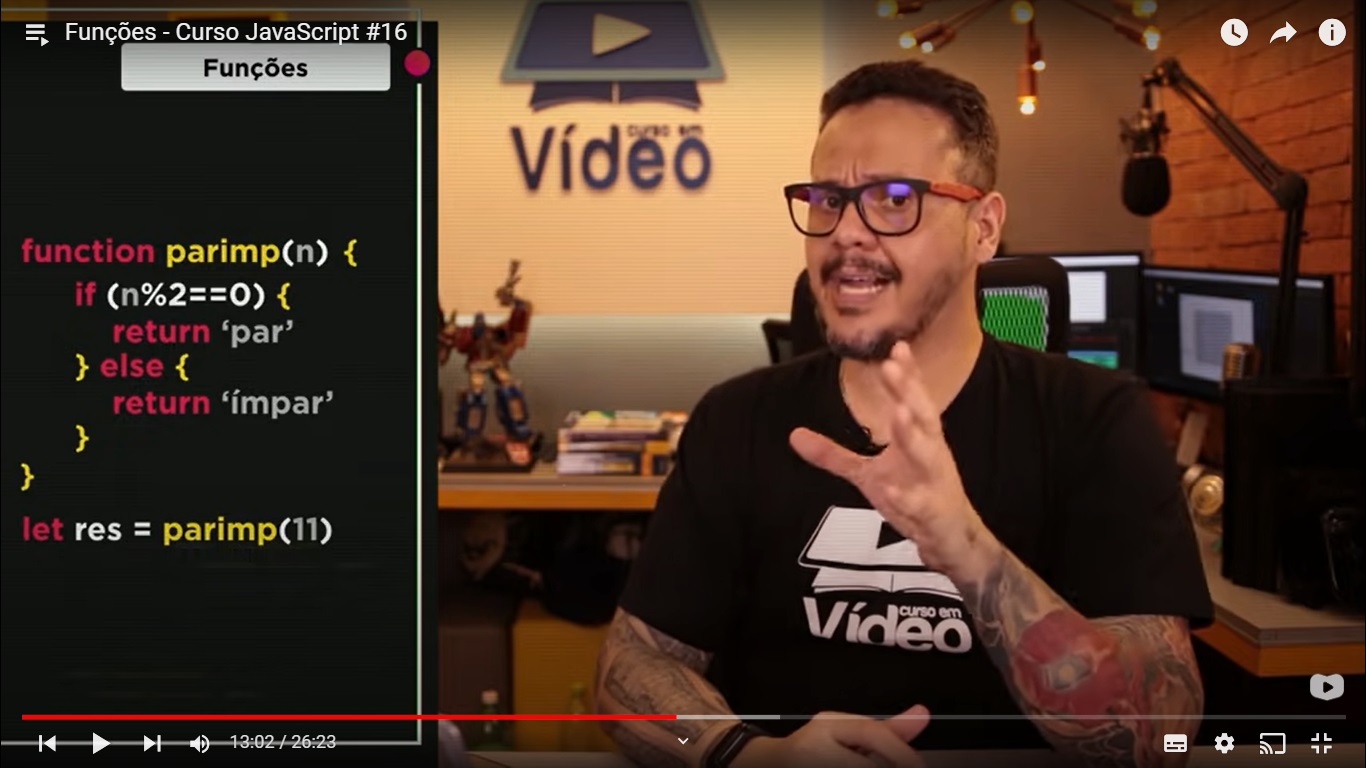 Funções - Curso JavaScript #16
Funções
function parimp(n) {
if (n%2==0) {
return ‘par’
} else {
return ‘ímpar’
}
}
let res = parimp(11)
curso em
Vídeo
curso em
Vídeo
13:02 / 26:23